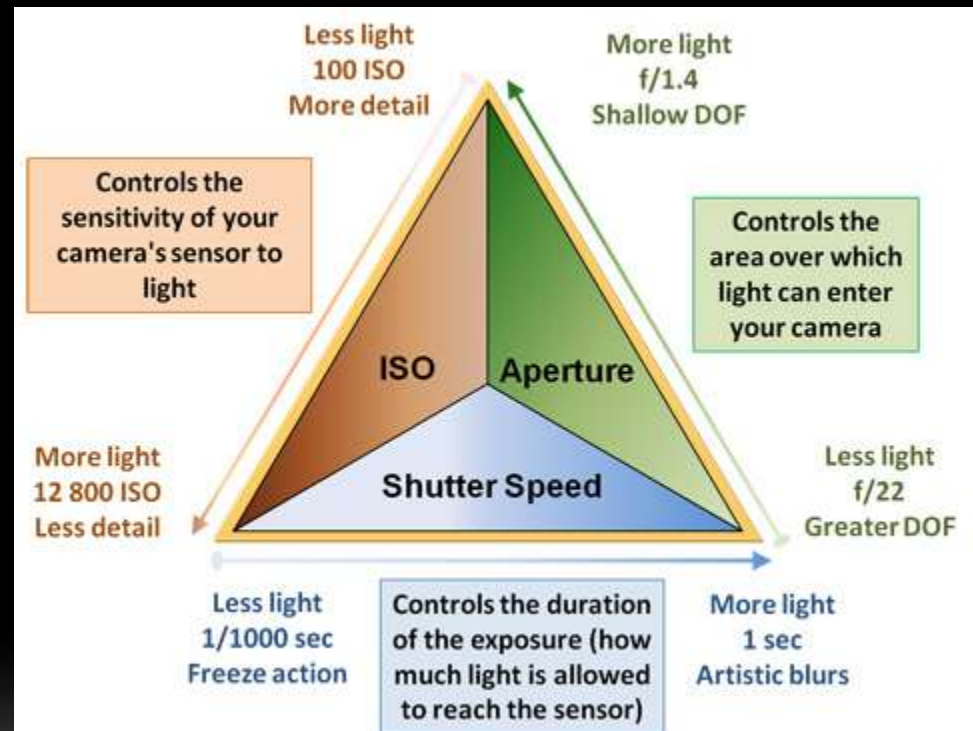 Less light
100 ISO
More detail
More light
f/1.4
Shallow DOF
Controls the
sensitivity of your
camera's sensor to
light
Controls the
area over which
light can enter
your camera
ISO
Aperture
Shutter Speed
More light
12 800 ISO
Less detail
Less light
f/22
Greater DOF
Less light
1/1000 sec
Freeze action
Controls the duration
of the exposure (how
much light is allowed
to reach the sensor)
More light
1 sec
Artistic blurs